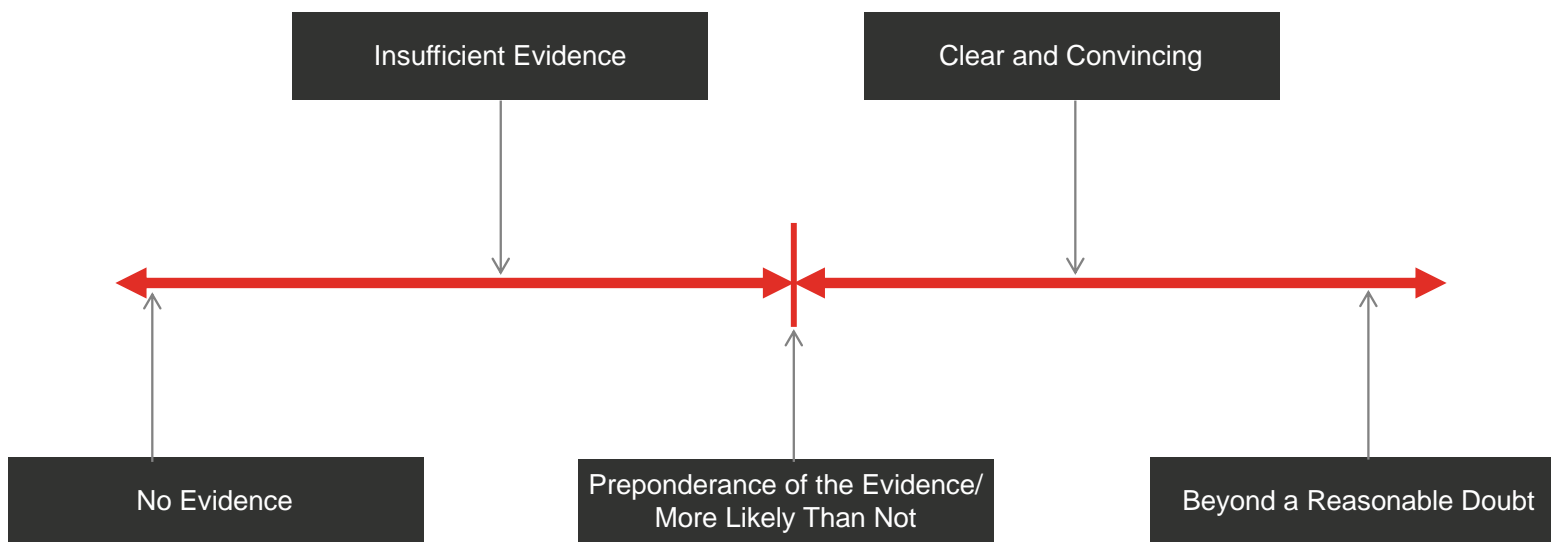 Insufficient Evidence
Clear and Convincing
No Evidence
Preponderance of the Evidence/
More Likely Than Not
Beyond a Reasonable Doubt